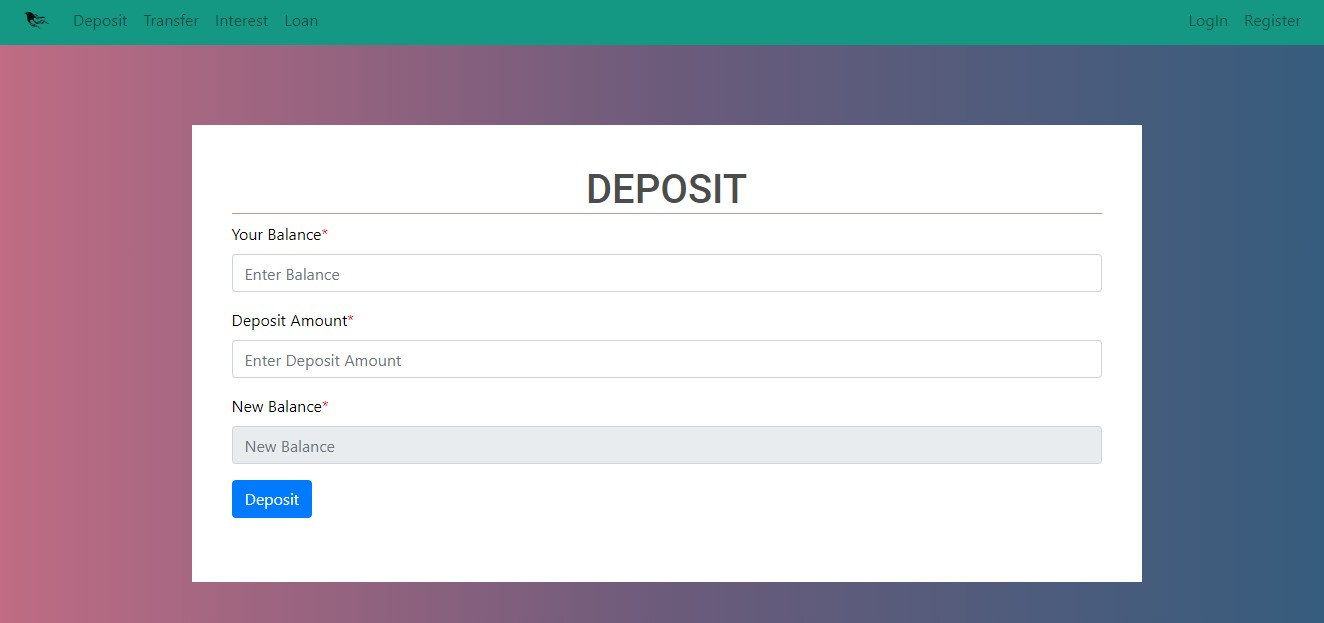 Deposit Transfer Interest Loan LogIn Register
DEPOSIT
Your Balance*
Enter Balance
Deposit Amount*
Enter Deposit Amount
New Balance*
New Balance
Deposit